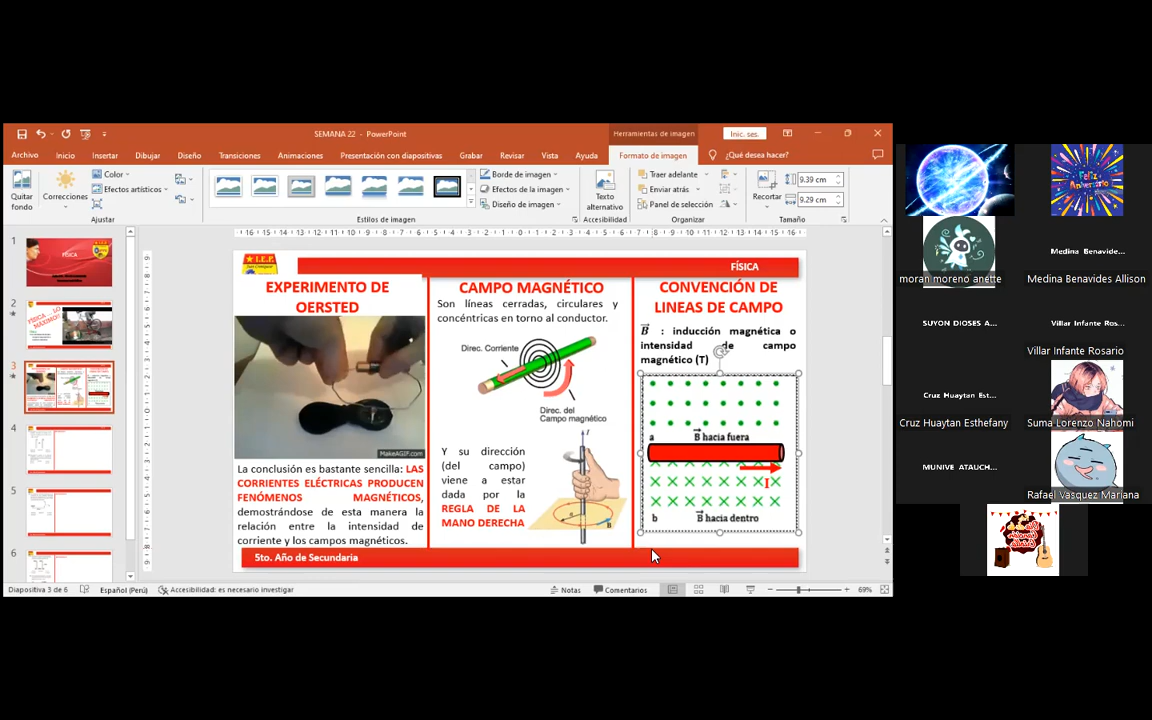 SEMANA 22 - PowerPoint
Herramientas de imagen
Inic. ses.
Archivo
Inicio
Insertar
Dibujar
Diseño
Transiciones
Animaciones
Presentación con diapositivas
Grabar
Revisar
Vista
Ayuda
Formato de imagen
¿Qué desea hacer?
Quitar fondo
Correcciones
Color
Efectos artísticos
Ajustar
Estilos de imagen
Borde de imagen
Efectos de la imagen
Diseño de imagen
Texto alternativo
Accesibilidad
Traer adelante
Enviar atrás
Panel de selección
Organizar
Recortar
9.39 cm
9.29 cm
Tamaño
1
2
3
4
5
6
I.E.P.
FÍSICA
EXPERIMENTO DE
OERSTED
MakeAGIF.com
La conclusión es bastante sencilla: LAS
CORRIENTES ELÉCTRICAS PRODUCEN
FENÓMENOS MAGNÉTICOS,
demostrándose de esta manera la
relación entre la intensidad de
corriente y los campos magnéticos.
CAMPO MAGNÉTICO
Son líneas cerradas, circulares y
concéntricas en torno al conductor.
Direc. Corriente
Direc. del
Campo magnético
Y su dirección
(del campo)
viene a estar
dada por la
REGLA DE LA
MANO DERECHA
CONVENCIÓN DE
LINEAS DE CAMPO
B : inducción magnética o
intensidad de campo
magnético (T)
a B hacia fuera
I
b B hacia dentro
5to. Año de Secundaria
Diapositiva 3 de 6
Español (Perú)
Accesibilidad: es necesario investigar
Notas
Comentarios
69%
Feliz
Aniversario
moran moreno anette
Medina Benavide...
Medina Benavides Allison
SUYON DIOSES A...
Villar Infante Ros...
Villar Infante Rosario
Cruz Huaytan Est...
Cruz Huaytan Esthefany
Suma Lorenzo Nahomi
MUNIVE ATAUCH...
Rafael Vasquez Mariana